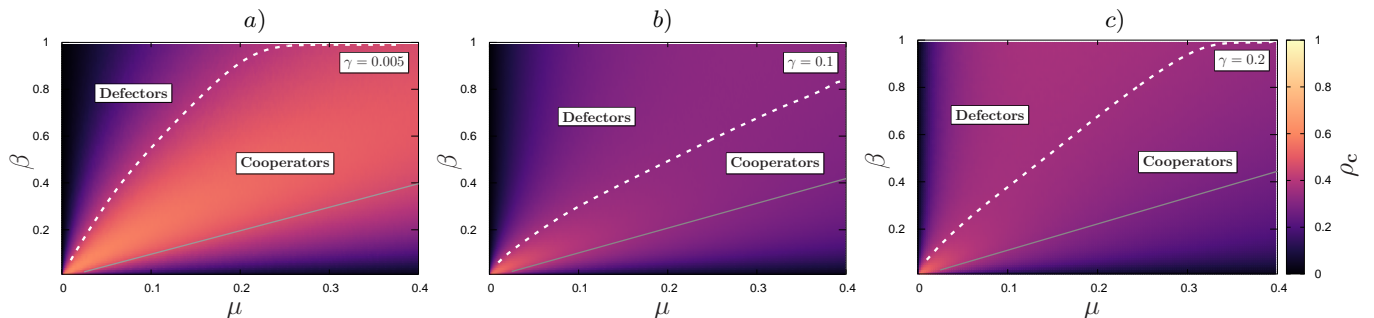 a)
b)
c)
1
0.8
0.6
0.4
0.2
β
Defectors
Cooperators
γ = 0.005
0
0.1
0.2
0.3
0.4
μ
1
0.8
0.6
0.4
0.2
β
Defectors
Cooperators
γ = 0.1
0
0.1
0.2
0.3
0.4
μ
1
0.8
0.6
0.4
0.2
β
Defectors
Cooperators
γ = 0.2
0
0.1
0.2
0.3
0.4
μ
1
0.8
0.6
0.4
0.2
0
ρc